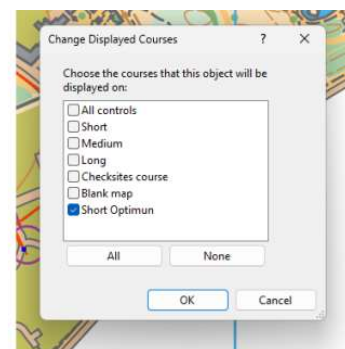 Change Displayed Courses ? ×
Choose the courses that this object will be
displayed on:
All controls
Short
Medium
Long
Checksites course
Blank map
Short Optimun
All None
OK Cancel